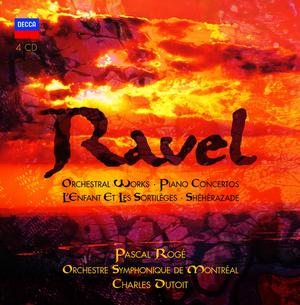 DECCA
4 CD
Ravel
ORCHESTRAL WORKS · PIANO CONCERTOS
L'ENFANT ET LES SORTILÈGES · SHÉHÉRAZADE
PASCAL ROGÉ
ORCHESTRE SYMPHONIQUE DE MONTRÉAL
CHARLES DUTOIT